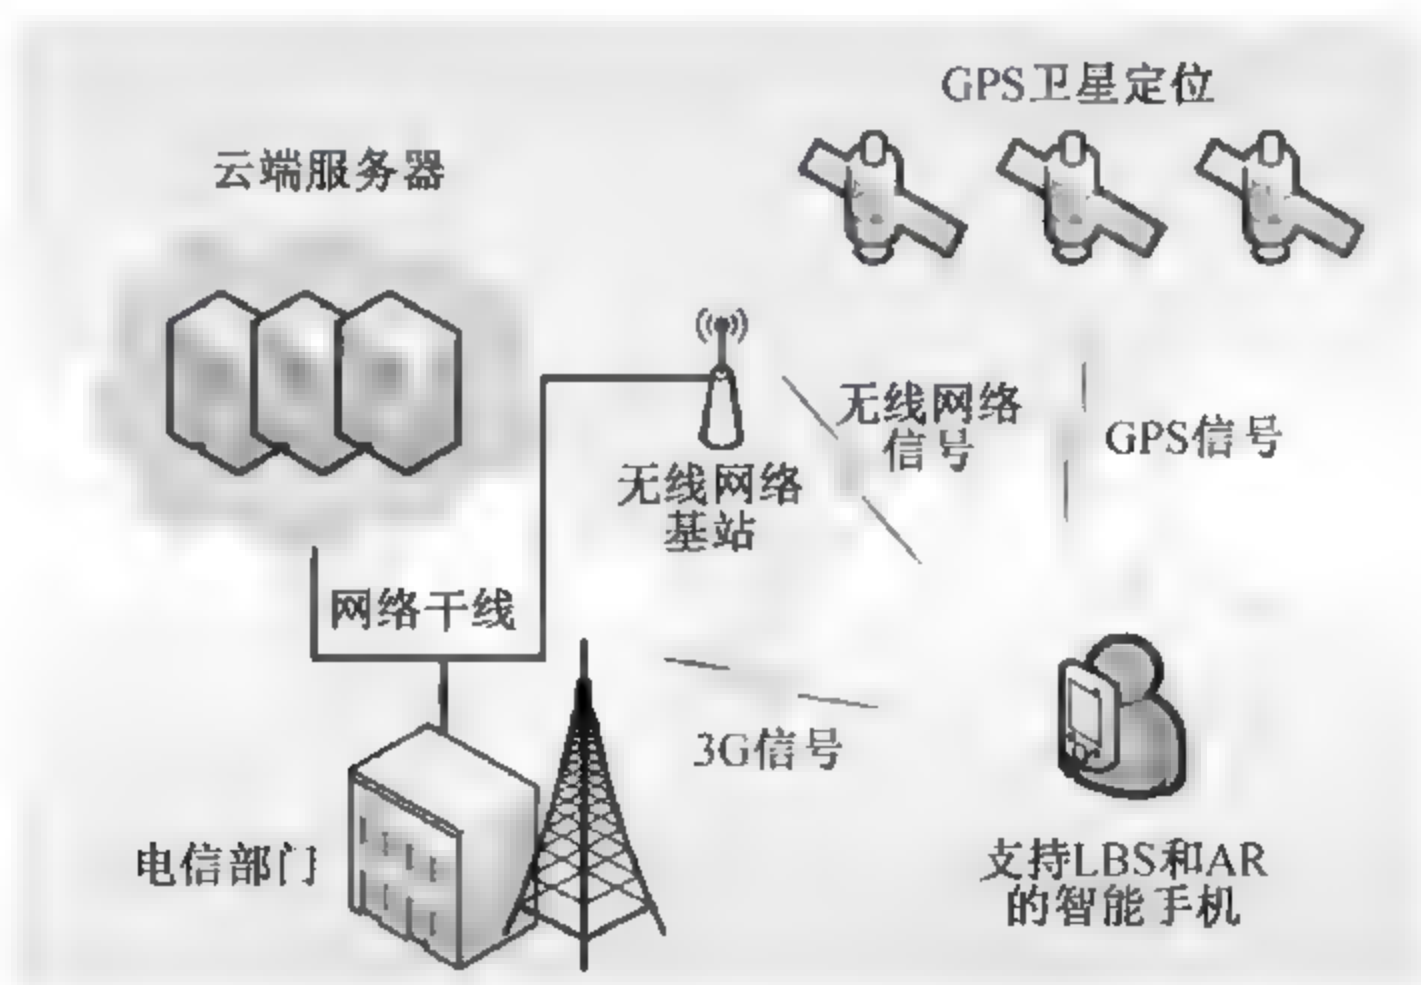 GPS卫星定位
云端服务器
无线网络
信号
GPS信号
无线网络
基站
网络干线
3G信号
电信部门
支持LBS和AR
的智能手机